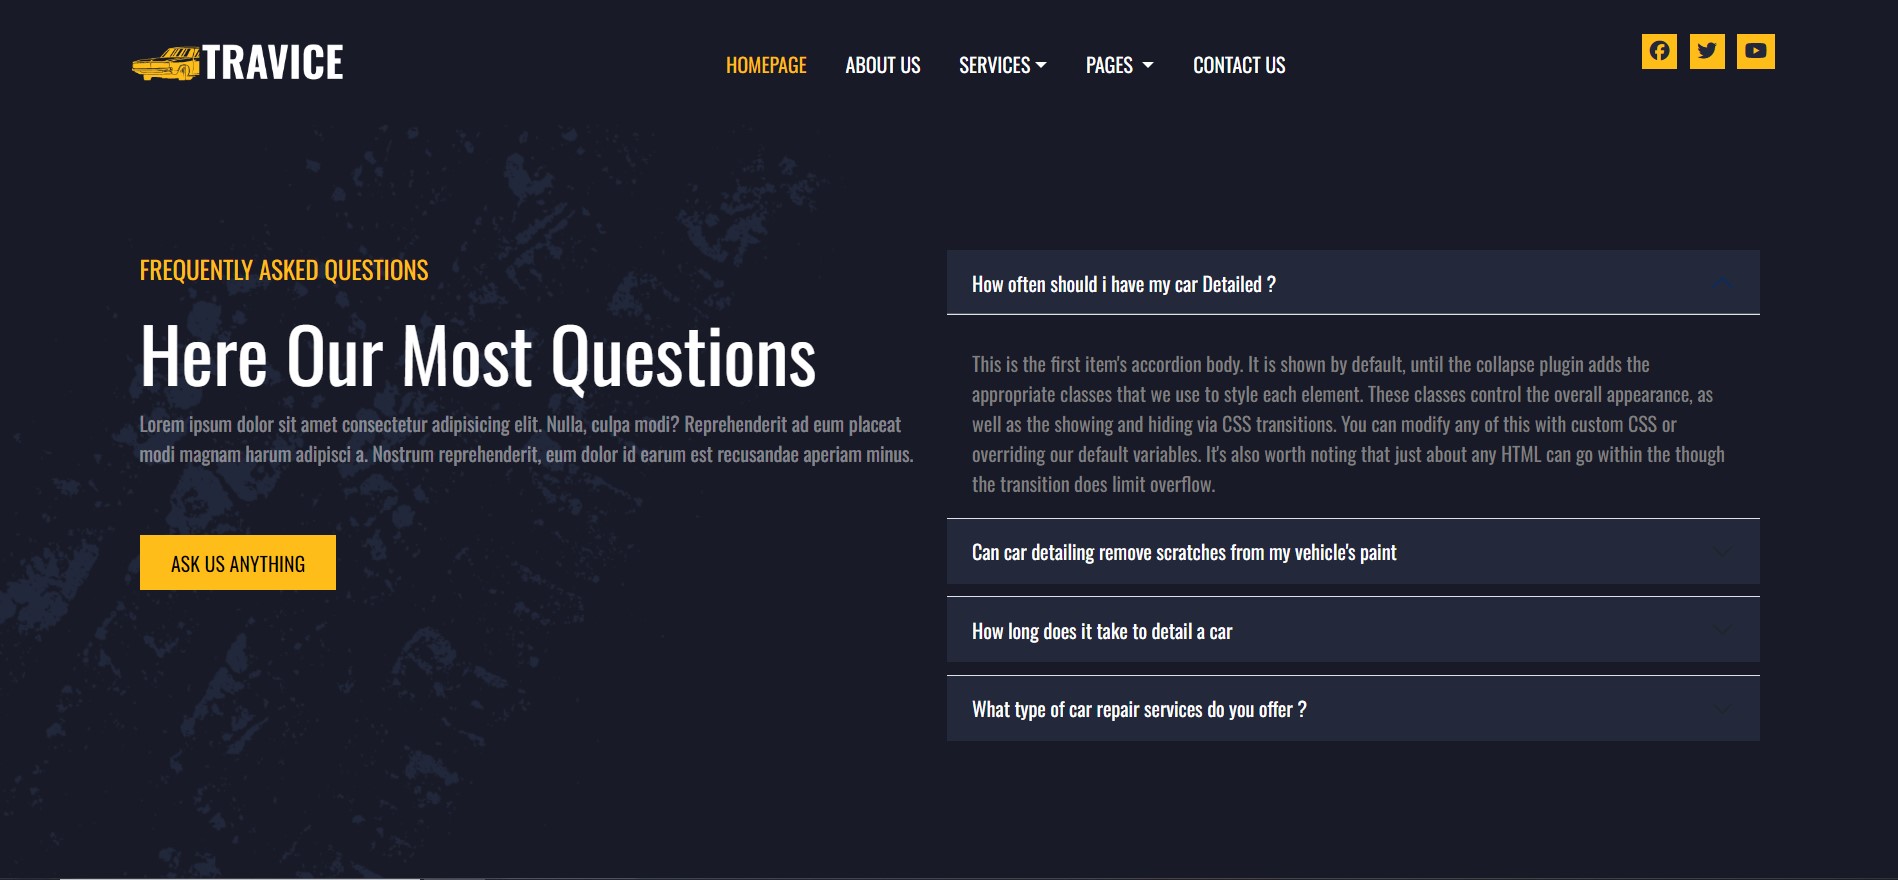 TRAVICE
HOMEPAGE
ABOUT US
SERVICES
PAGES
CONTACT US
FREQUENTLY ASKED QUESTIONS
Here Our Most Questions
Lorem ipsum dolor sit amet consectetur adipisicing elit. Nulla, culpa modi? Reprehenderit ad eum placeat
modi magnam harum adipisci a. Nostrum reprehenderit, eum dolor id earum est recusandae aperiam minus.
ASK US ANYTHING
How often should i have my car Detailed ?
This is the first item's accordion body. It is shown by default, until the collapse plugin adds the
appropriate classes that we use to style each element. These classes control the overall appearance, as
well as the showing and hiding via CSS transitions. You can modify any of this with custom CSS or
overriding our default variables. It's also worth noting that just about any HTML can go within the though
the transition does limit overflow.
Can car detailing remove scratches from my vehicle's paint
How long does it take to detail a car
What type of car repair services do you offer ?